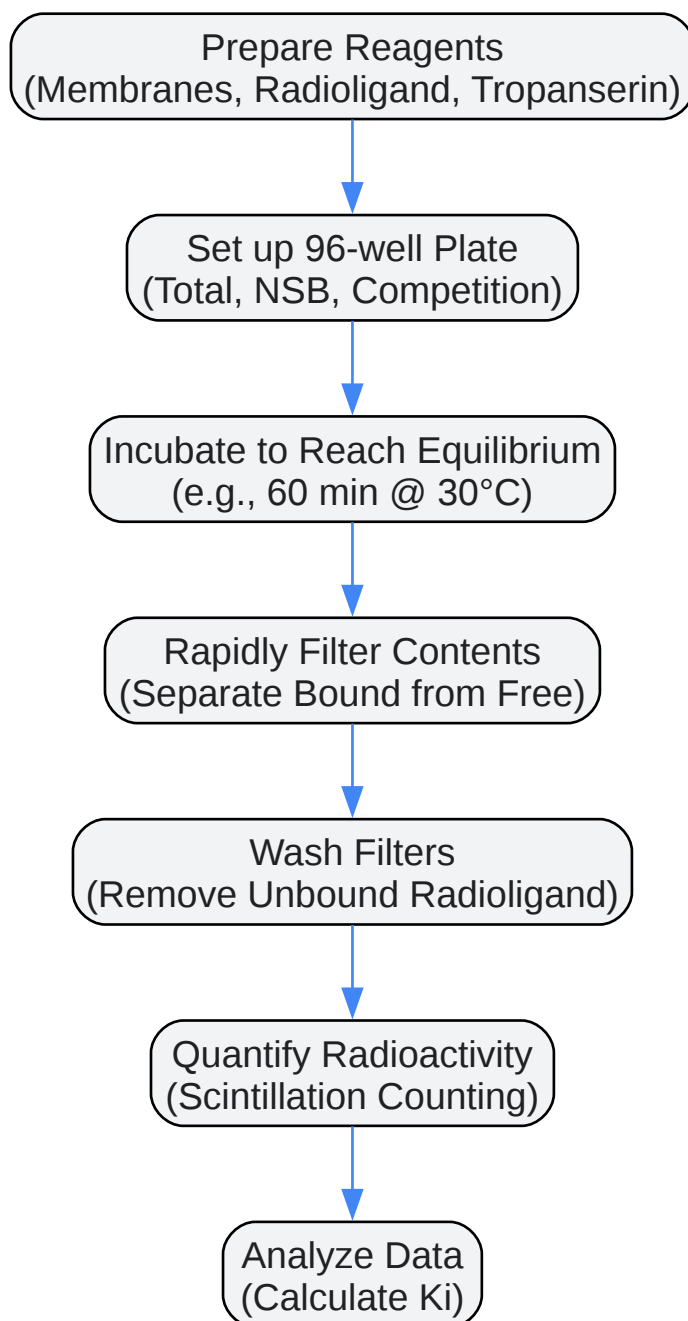 Prepare Reagents
(Membranes, Radioligand, Tropanserin)
Set up 96-well Plate
(Total, NSB, Competition)
Incubate to Reach Equilibrium
(e.g., 60 min @ 30°C)
Rapidly Filter Contents
(Separate Bound from Free)
Wash Filters
(Remove Unbound Radioligand)
Quantify Radioactivity
(Scintillation Counting)
Analyze Data
(Calculate Ki)